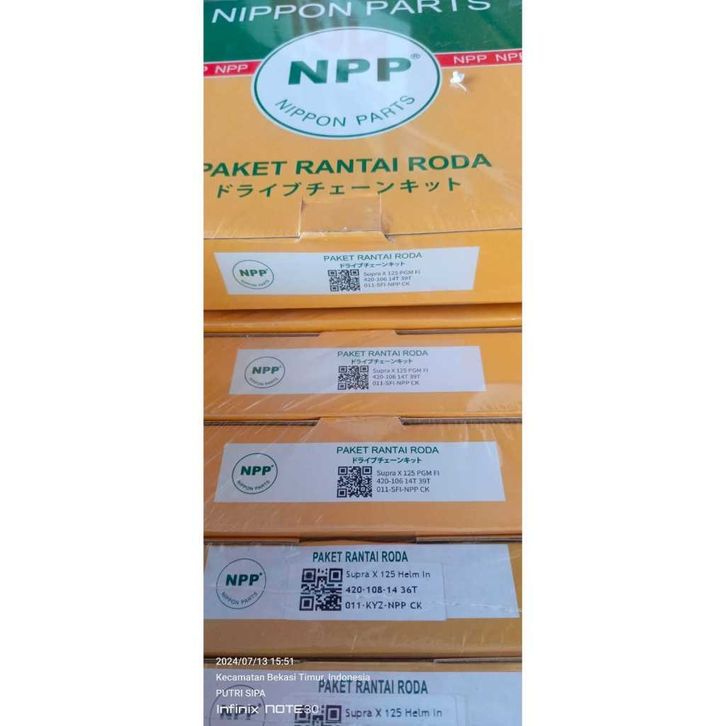 NIPPON PARTS
NPP NPP®
NIPPON PARTS
NPP NPP
PAKET RANTAI RODA
ドライブチェーンキット
NPP®
NIPPON PARTS
PAKET RANTAI RODA
ドライブチェーンキット
Supra X 125 PGM FI
420-106 14T 39T
011-SFI-NPP CK
NPP®
NIPPON PARTS
PAKET RANTAI RODA
ドライブチェーンキット
Supra X 125 PGM FI
420-106 14T 39T
011-SFI-NPP CK
NPP®
NIPPON PARTS
PAKET RANTAI RODA
ドライブチェーンキット
Supra X 125 PGM FI
420-106 14T 39T
011-SFI-NPP CK
NPP®
NIPPON PARTS
PAKET RANTAI RODA
Supra X 125 Helm In
420-108-14 36T
011-KYZ-NPP CK
2024/07/13 15:51
Kecamatan Bekasi Timur, Indonesia
PUTRI SIPA
Infinix NOTE30
NPP
PAKET RANTAI RODA
Supra X 125 Helm In